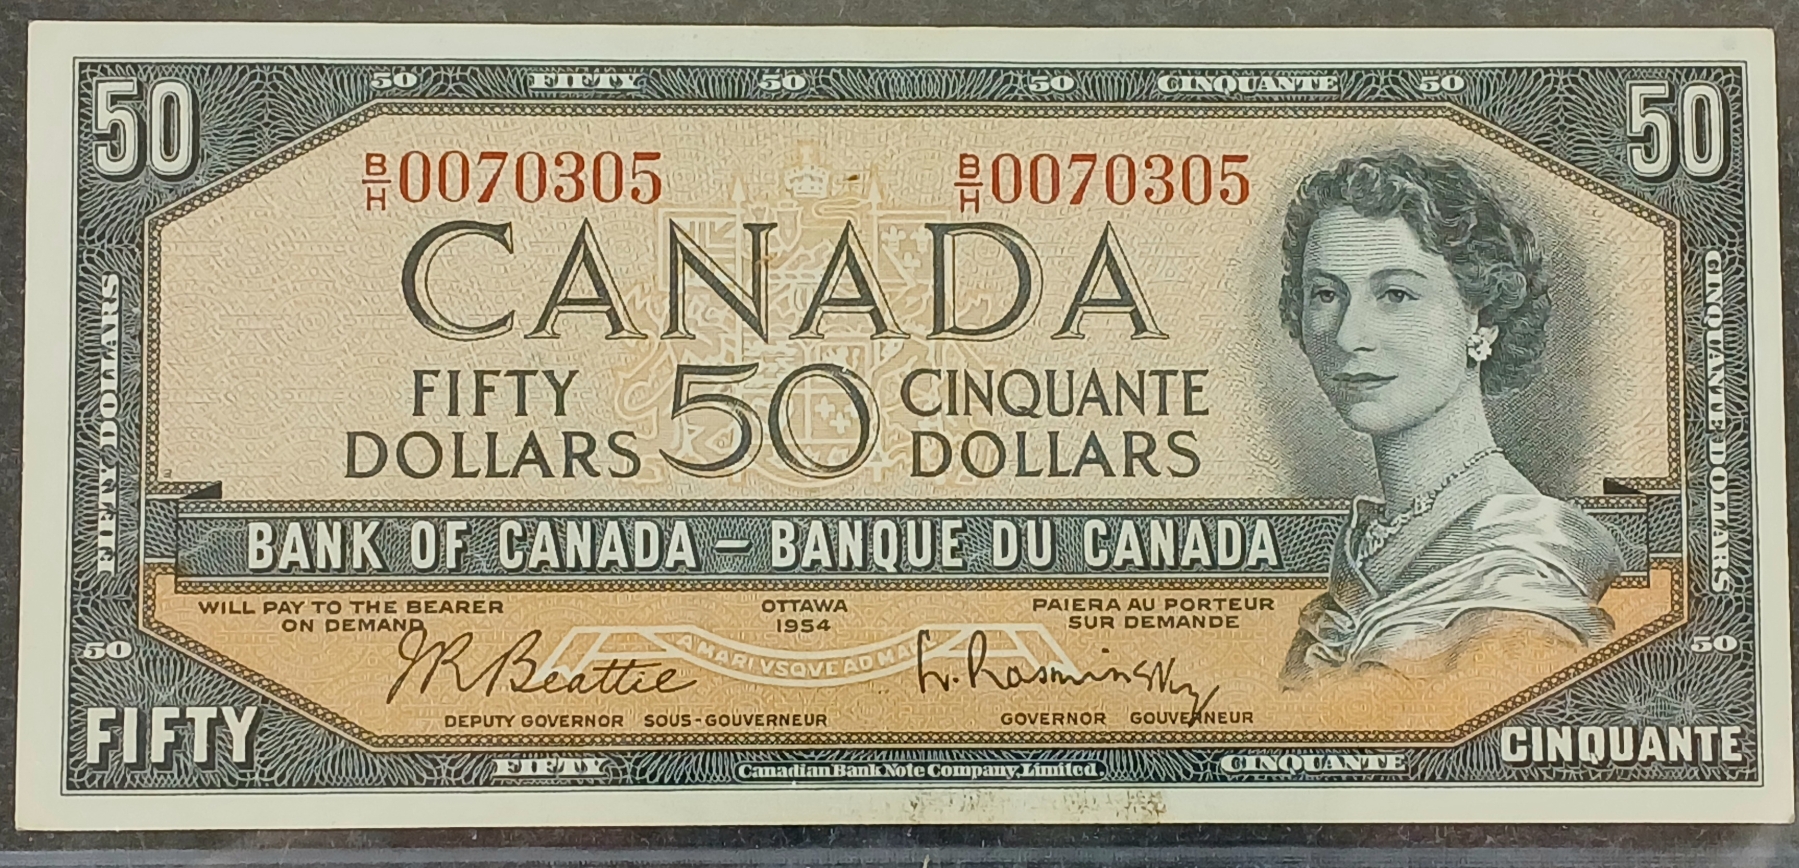 50 FIFTY 50 50 CINQUANTE 50
50 50
B/H 0070305 B/H 0070305
CANADA
FIFTY 50 CINQUANTE
DOLLARS DOLLARS
FIFTY DOLLARS
CINQUANTE DOLLARS
BANK OF CANADA – BANQUE DU CANADA
WILL PAY TO THE BEARER OTTAWA PAIERA AU PORTEUR
ON DEMAND 1954 SUR DEMANDE
50 50
A MARI VSQVE AD MARE
J.R. Beattie L. Rasminsky
DEPUTY GOVERNOR SOUS-GOUVERNEUR GOVERNOR GOUVERNEUR
FIFTY CINQUANTE
FIFTY Canadian Bank Note Company, Limited. CINQUANTE